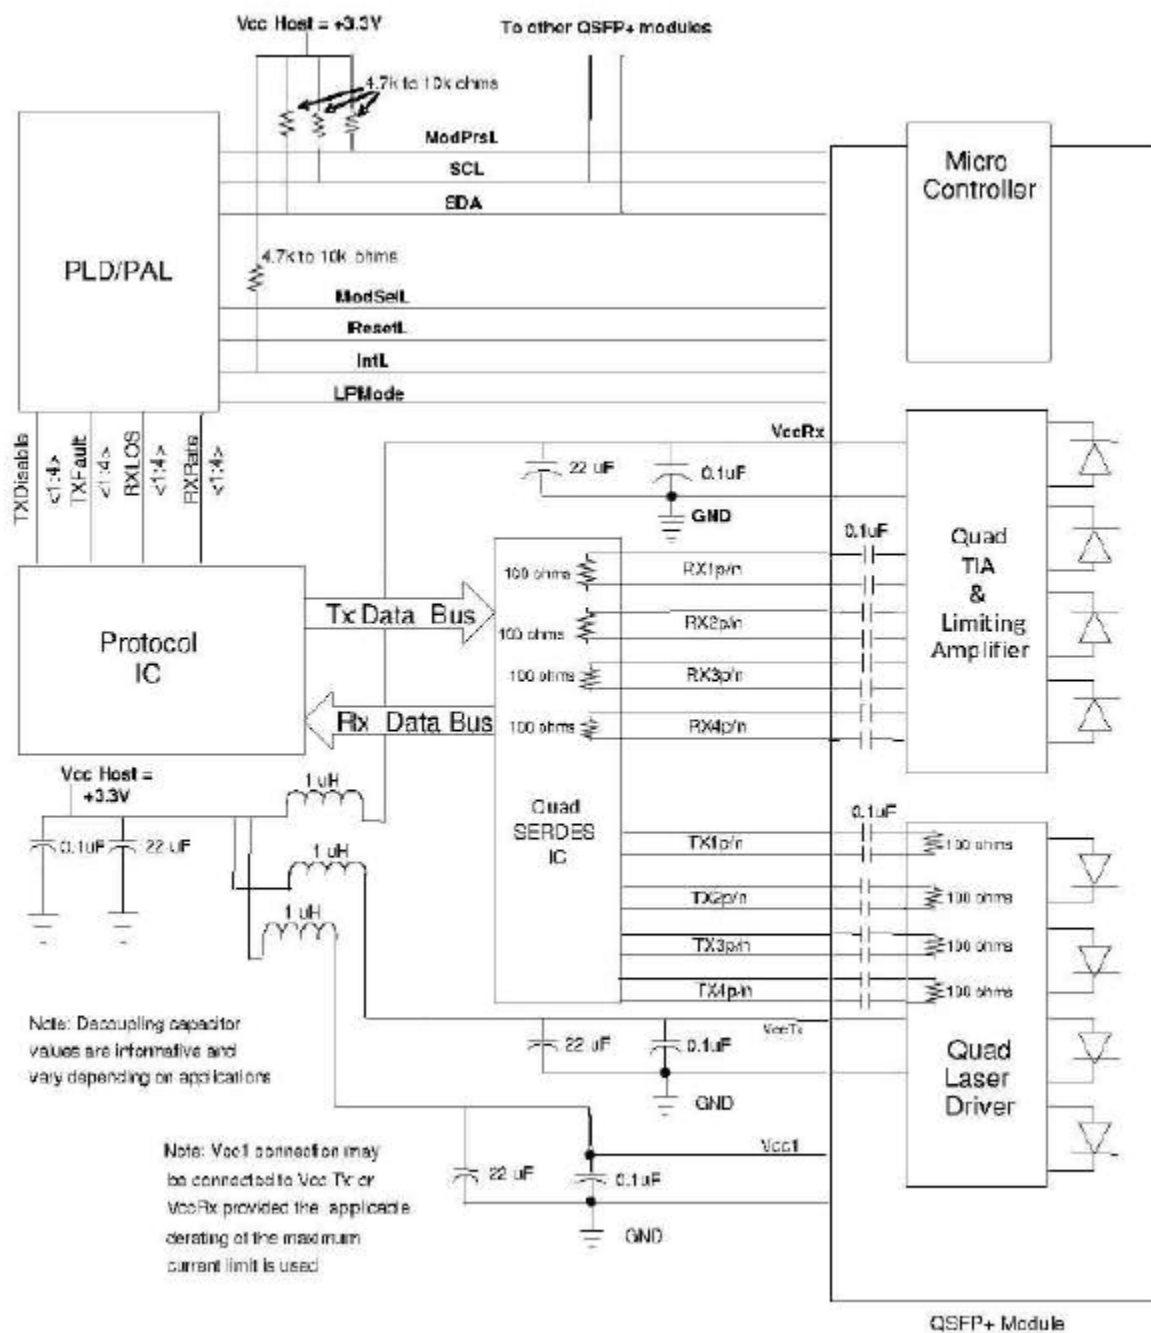 Vcc Host = +3.3V
To other QSFP+ modules
4.7k to 10k ohms
ModPrsL
SCL
SDA
Micro
Controller
PLD/PAL
4.7k to 10k ohms
ModSelL
ResetL
IntL
LPMode
TXDisable
<1:4>
TXFault
<1:4>
RXLOS
<1:4>
RXRate
<1:4>
VccRx
22 uF
0.1uF
GND
Quad
TIA
&
Limiting
Amplifier
0.1uF
100 ohms
RX1p/n
100 ohms
RX2p/n
100 ohms
RX3p/n
100 ohms
RX4p/n
Tx Data Bus
Protocol
IC
Rx Data Bus
Vcc Host =
+3.3V
1 uH
0.1uF
22 uF
1 uH
1 uH
Quad
SERDES
IC
0.1uF
TX1p/n
100 ohms
TX2p/n
100 ohms
TX3p/n
100 ohms
TX4p/n
100 ohms
Note: Decoupling capacitor
values are informative and
vary depending on applications
VccTx
22 uF
0.1uF
GND
Quad
Laser
Driver
Note: Vcc1 connection may
be connected to Vcc Tx or
VccRx provided the applicable
derating of the maximum
current limit is used
Vcc1
22 uF
0.1uF
GND
QSFP+ Module